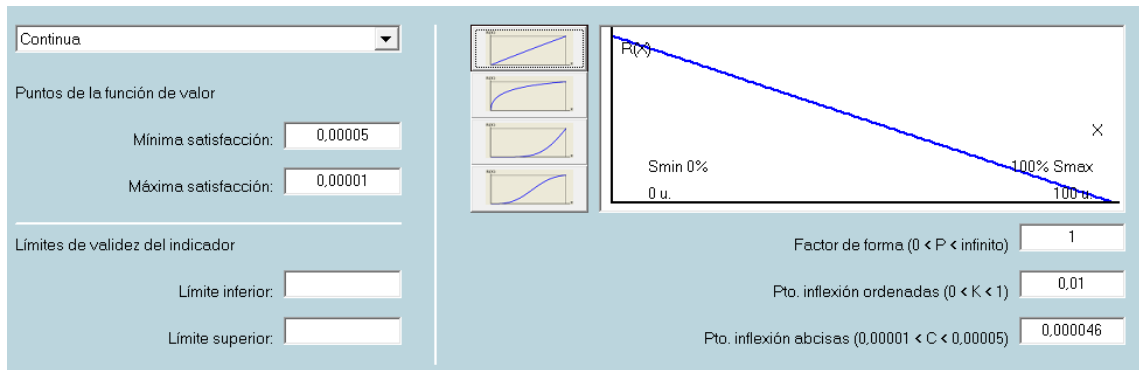 Continua
Puntos de la función de valor
Mínima satisfacción: 0,00005
Máxima satisfacción: 0,00001
Límites de validez del indicador
Límite inferior:
Límite superior:
R(X)
X
Smin 0%
100% Smax
0 u.
100 u.
Factor de forma (0 < P < infinito) 1
Pto. inflexión ordenadas (0 < K < 1) 0,01
Pto. inflexión abcisas (0,00001 < C < 0,00005) 0,000046